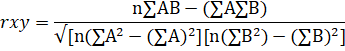 rxy = n∑AB − (∑A∑B) / √[n(∑A² − (∑A)²][n(∑B²) − (∑B)²]